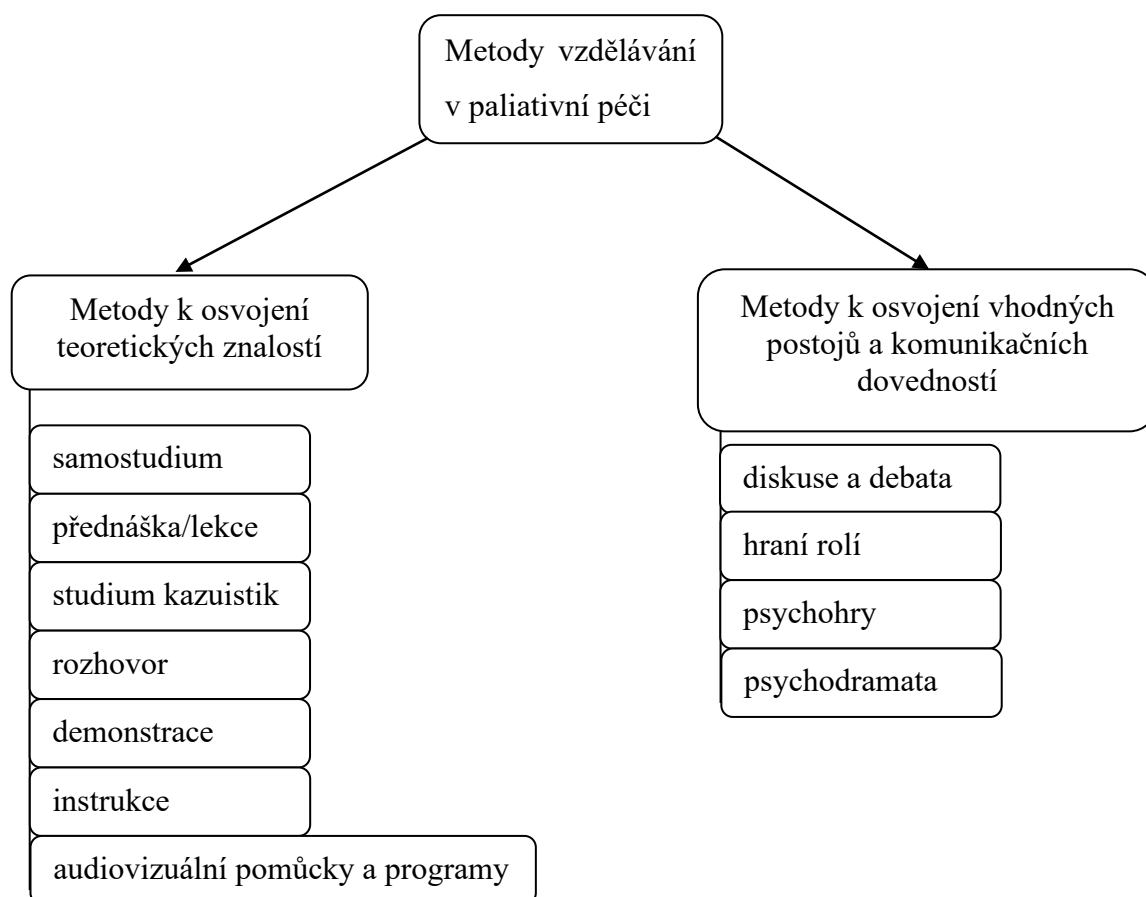 Metody vzdělávání
v paliativní péči
Metody k osvojení
teoretických znalostí
samostudium
přednáška/lekce
studium kazuistik
rozhovor
demonstrace
instrukce
audiovizuální pomůcky a programy
Metody k osvojení vhodných
postojů a komunikačních
dovedností
diskuse a debata
hraní rolí
psychohry
psychodramata